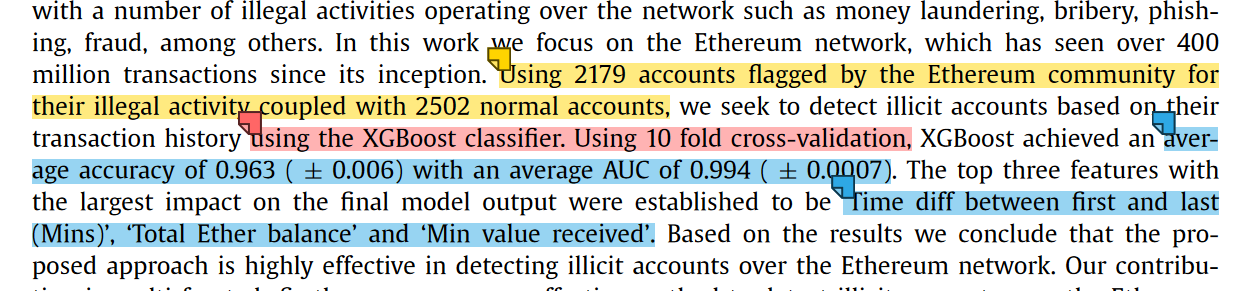 with a number of illegal activities operating over the network such as money laundering, bribery, phish-
ing, fraud, among others. In this work we focus on the Ethereum network, which has seen over 400
million transactions since its inception. Using 2179 accounts flagged by the Ethereum community for
their illegal activity coupled with 2502 normal accounts, we seek to detect illicit accounts based on their
transaction history using the XGBoost classifier. Using 10 fold cross-validation, XGBoost achieved an aver-
age accuracy of 0.963 ( ± 0.006) with an average AUC of 0.994 ( ± 0.0007). The top three features with
the largest impact on the final model output were established to be ‘Time diff between first and last
(Mins)’, ‘Total Ether balance’ and ‘Min value received’. Based on the results we conclude that the pro-
posed approach is highly effective in detecting illicit accounts over the Ethereum network. Our contribu-